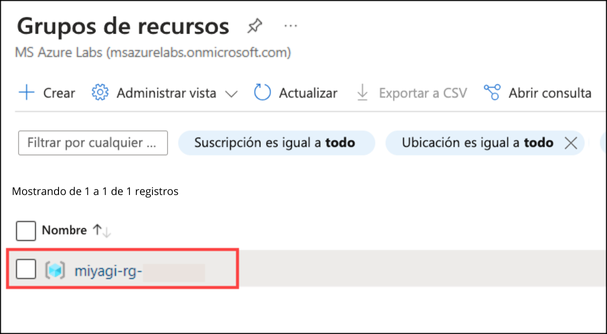 Grupos de recursos
MS Azure Labs (msazurelabs.onmicrosoft.com)
Crear Administrar vista Actualizar Exportar a CSV Abrir consulta
Filtrar por cualquier ... Suscripción es igual a todo Ubicación es igual a todo
Mostrando de 1 a 1 de 1 registros
Nombre
miyagi-rg-